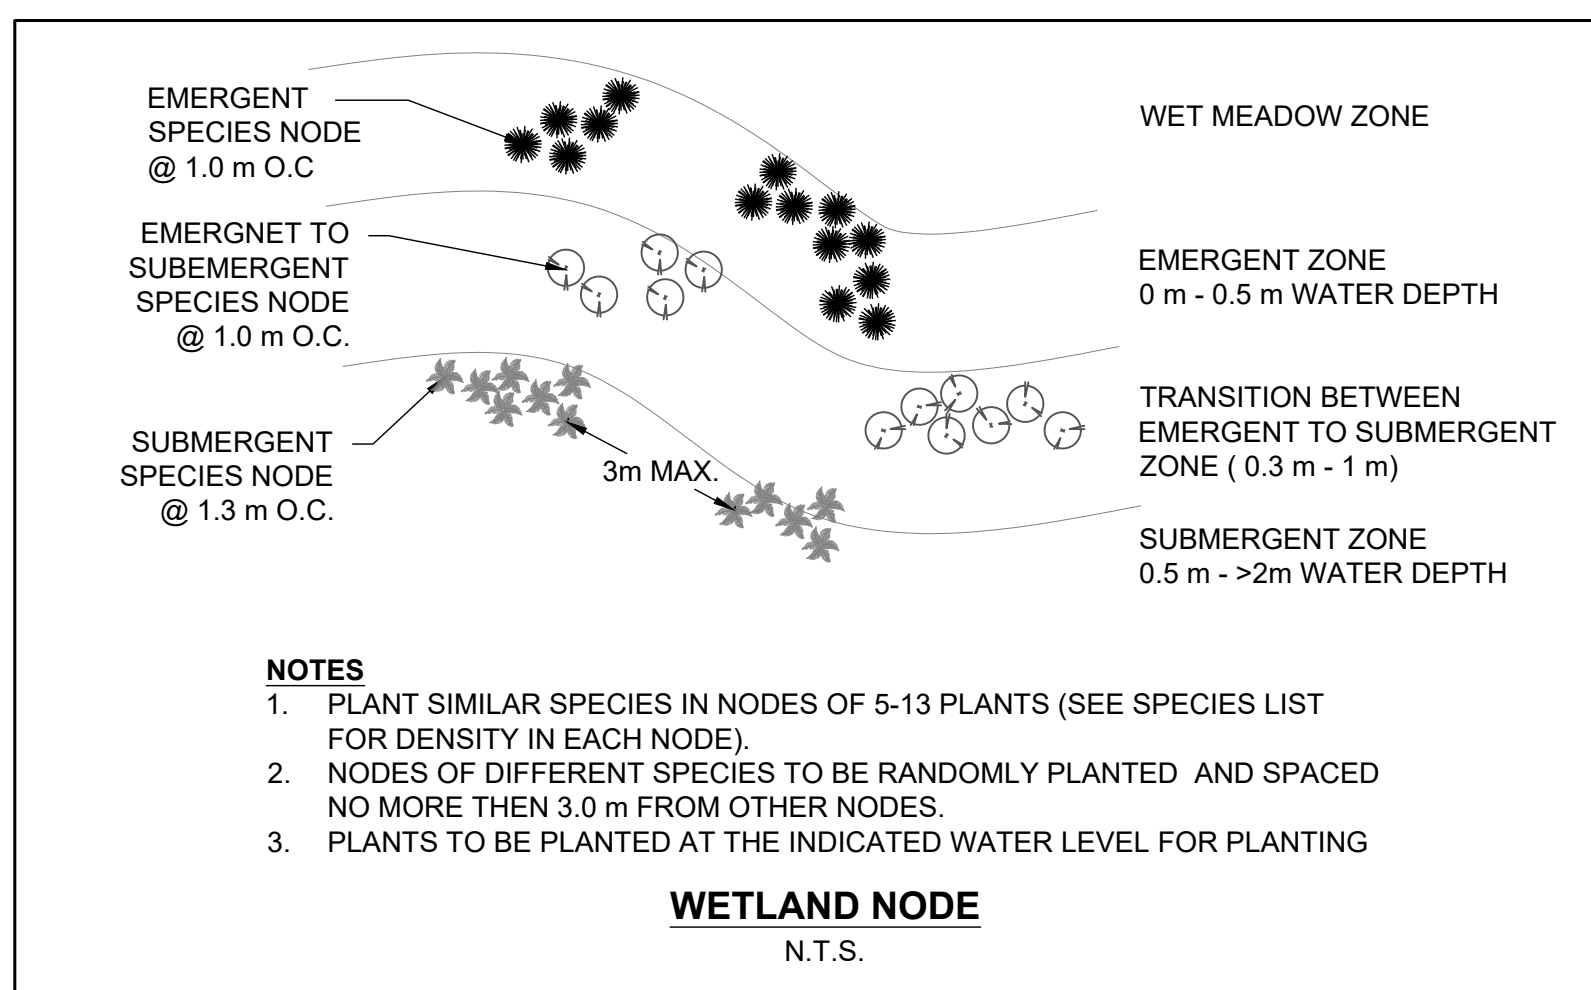 EMERGENT
SPECIES NODE
@ 1.0 m O.C
EMERGNET TO
SUBEMERGENT
SPECIES NODE
@ 1.0 m O.C.
SUBMERGENT
SPECIES NODE
@ 1.3 m O.C.
3m MAX.
WET MEADOW ZONE
EMERGENT ZONE
0 m - 0.5 m WATER DEPTH
TRANSITION BETWEEN
EMERGENT TO SUBMERGENT
ZONE ( 0.3 m - 1 m)
SUBMERGENT ZONE
0.5 m - >2m WATER DEPTH
NOTES
1. PLANT SIMILAR SPECIES IN NODES OF 5-13 PLANTS (SEE SPECIES LIST
FOR DENSITY IN EACH NODE).
2. NODES OF DIFFERENT SPECIES TO BE RANDOMLY PLANTED AND SPACED
NO MORE THEN 3.0 m FROM OTHER NODES.
3. PLANTS TO BE PLANTED AT THE INDICATED WATER LEVEL FOR PLANTING
WETLAND NODE
N.T.S.